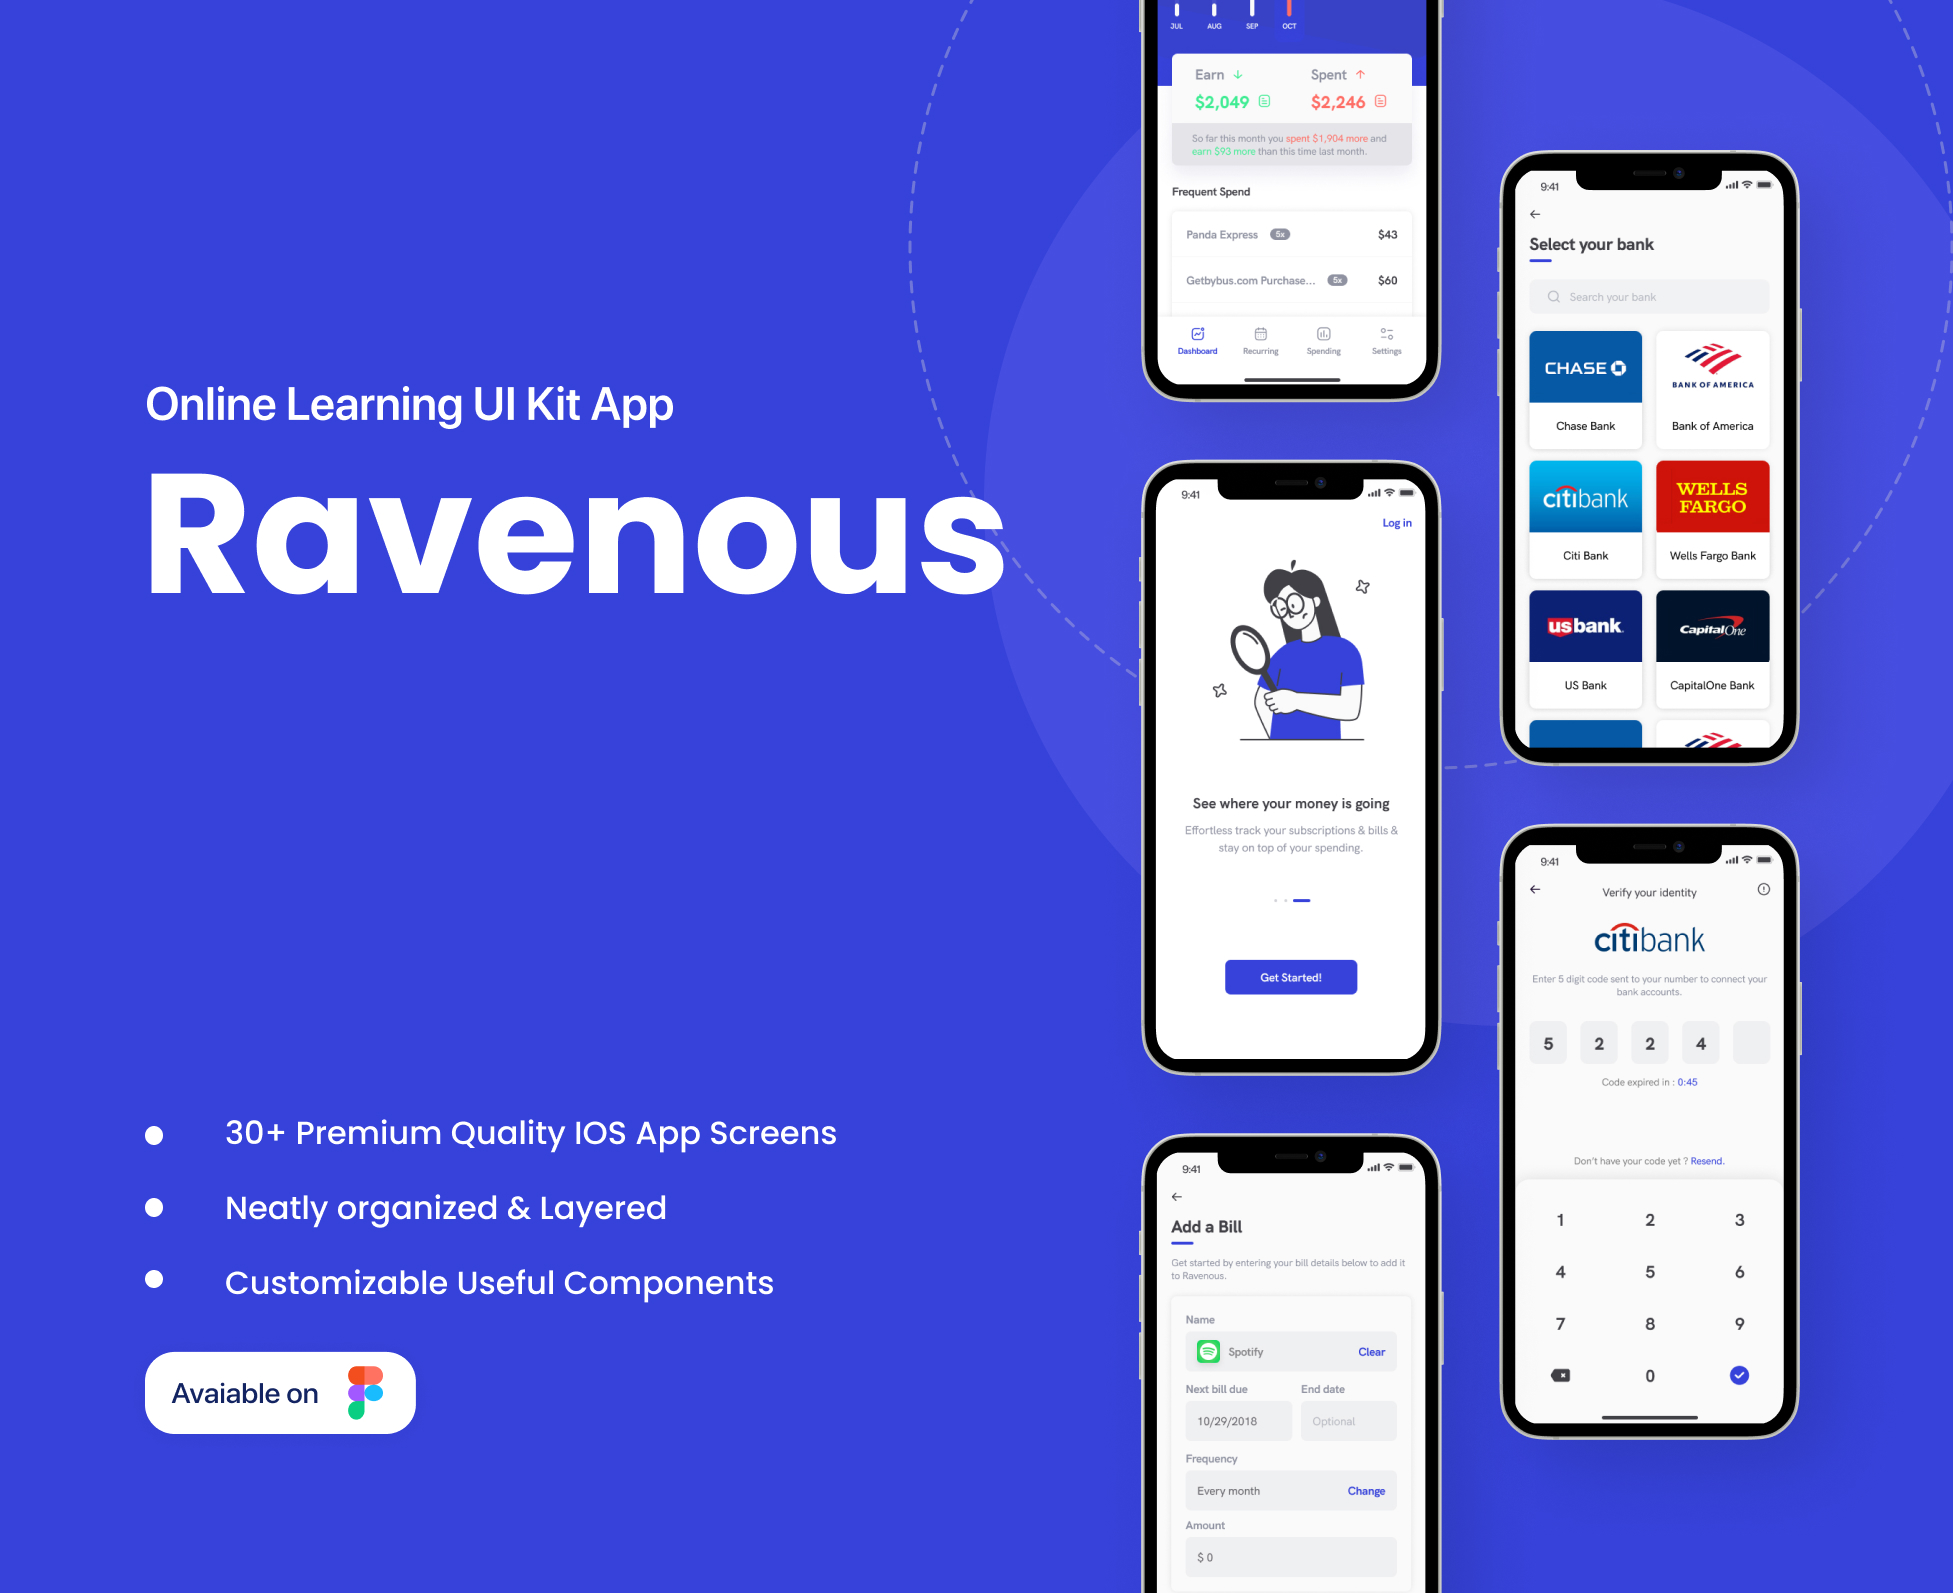 Online Learning UI Kit App
Ravenous
30+ Premium Quality IOS App Screens
Neatly organized & Layered
Customizable Useful Components
Avaiable on
JUL AUG SEP OCT
Earn Spent
$2,049 $2,246
So far this month you spent $1,904 more and
earn $93 more than this time last month.
Frequent Spend
Panda Express 5x $43
Getbybus.com Purchase... 5x $60
Dashboard Recurring Spending Settings
9:41
Log in
See where your money is going
Effortless track your subscriptions & bills &
stay on top of your spending.
Get Started!
9:41
Add a Bill
Get started by entering your bill details below to add it
to Ravenous.
Name
Spotify Clear
Next bill due End date
10/29/2018 Optional
Frequency
Every month Change
Amount
$ 0
9:41
Select your bank
Search your bank
CHASE BANK OF AMERICA
Chase Bank Bank of America
citibank WELLS
FARGO
Citi Bank Wells Fargo Bank
usbank CapitalOne
US Bank CapitalOne Bank
9:41
Verify your identity
citibank
Enter 5 digit code sent to your number to connect your
bank accounts.
5 2 2 4
Code expired in : 0:45
Don't have your code yet ? Resend.
1 2 3
4 5 6
7 8 9
0